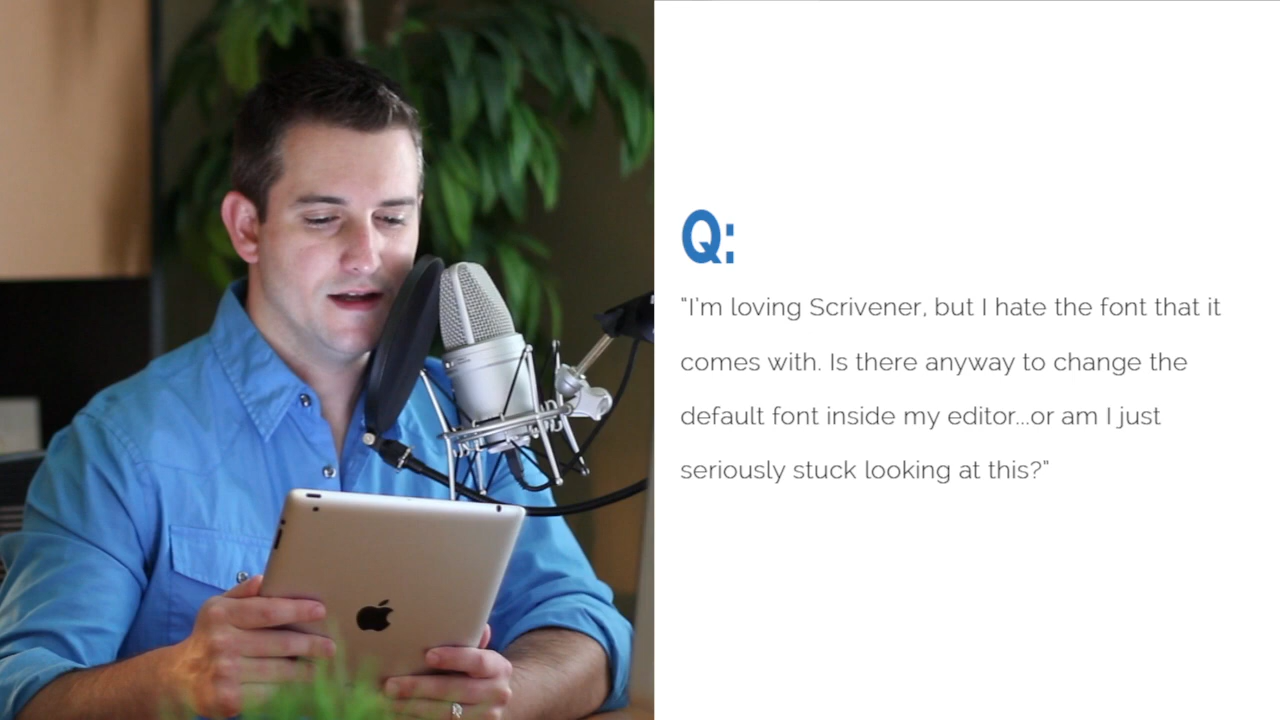 Q:
“I’m loving Scrivener, but I hate the font that it
comes with. Is there anyway to change the
default font inside my editor...or am I just
seriously stuck looking at this?”